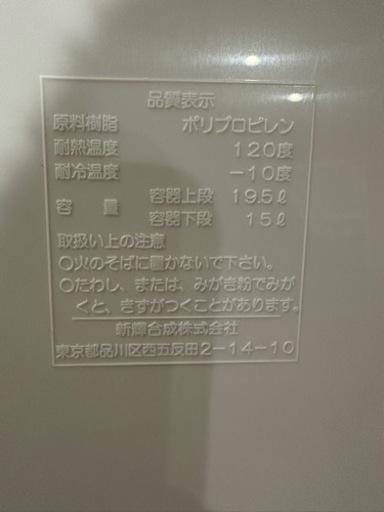 品質表示
原料樹脂 ポリプロピレン
耐熱温度 120度
耐冷温度 -10度
容量 容器上段 19.5ℓ
容器下段 15ℓ
取扱い上の注意
○火のそばに置かないで下さい。
○たわし、または、みがき粉でみが
くと、きずがつくことがあります。
新輝合成株式会社
東京都品川区西五反田2-14-10